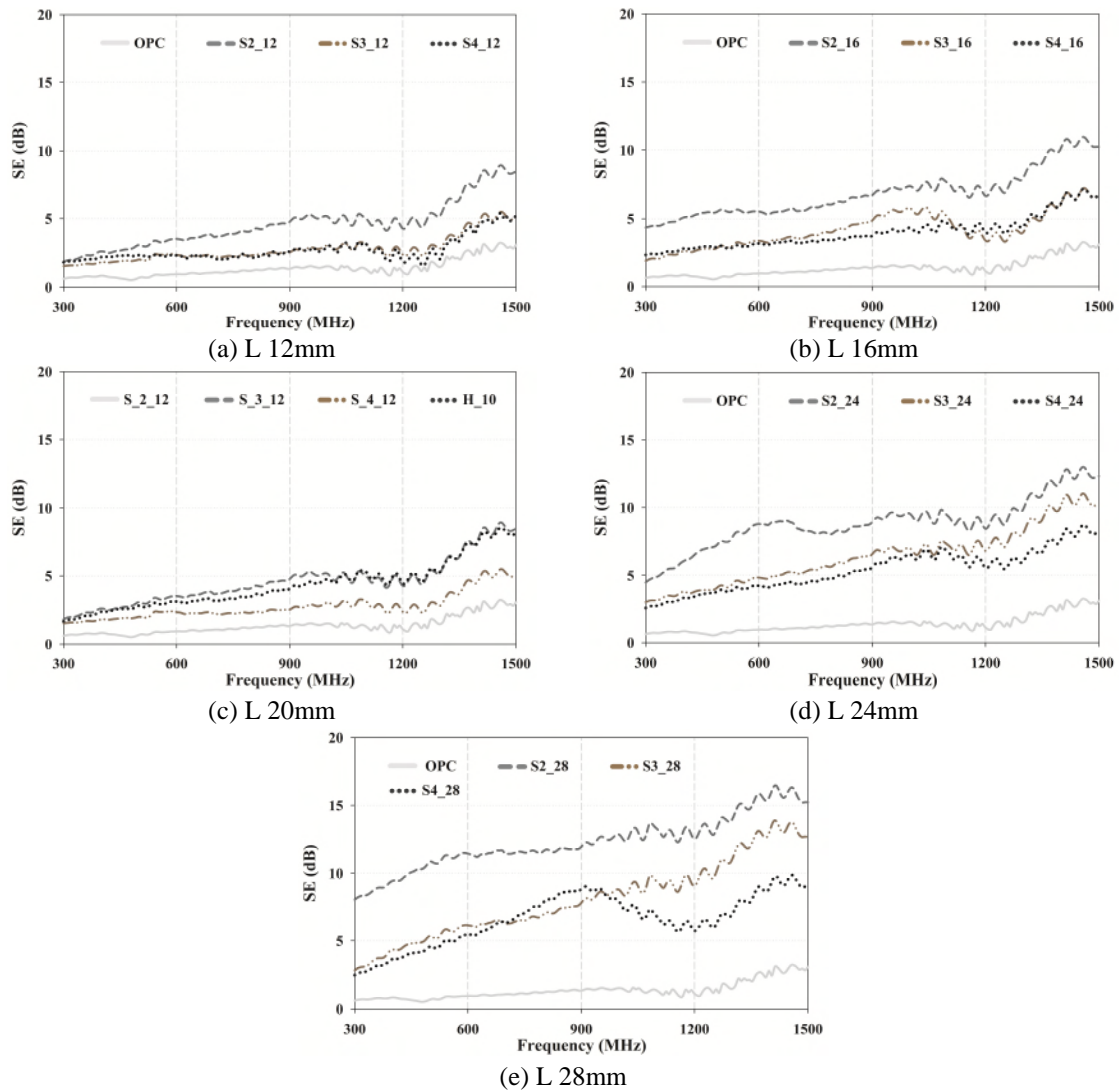 OPC S2_12 S3_12 S4_12
20
15
10
5
0
SE (dB)
300 600 900 1200 1500
Frequency (MHz)
(a) L 12mm
OPC S2_16 S3_16 S4_16
20
15
10
5
0
SE (dB)
300 600 900 1200 1500
Frequency (MHz)
(b) L 16mm
S_2_12 S_3_12 S_4_12 H_10
20
15
10
5
0
SE (dB)
300 600 900 1200 1500
Frequency (MHz)
(c) L 20mm
OPC S2_24 S3_24 S4_24
20
15
10
5
0
SE (dB)
300 600 900 1200 1500
Frequency (MHz)
(d) L 24mm
OPC S2_28 S3_28
S4_28
20
15
10
5
0
SE (dB)
300 600 900 1200 1500
Frequency (MHz)
(e) L 28mm